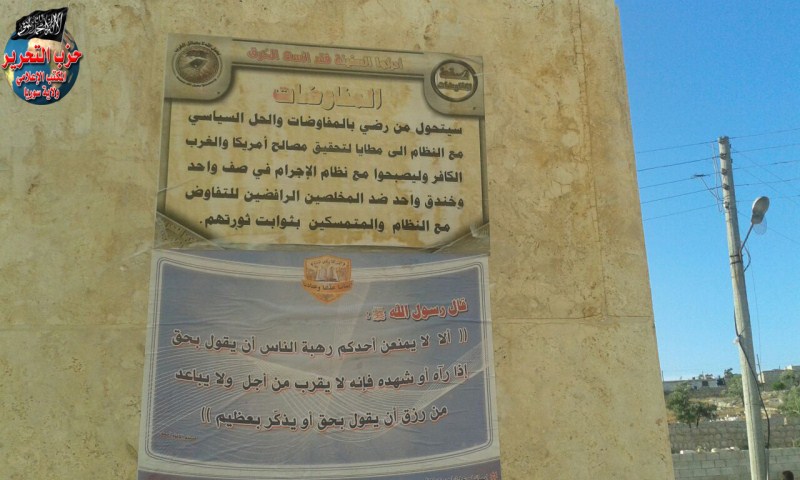 حزب التحرير
المكتب الإعلامي
ولاية سوريا
المفاوضات
سيتحول من رضي بالمفاوضات والحل السياسي
مع النظام الى مطايا لتحقيق مصالح أمريكا والغرب
الكافر وليصبحوا مع نظام الإجرام في صف واحد
وخندق واحد ضد المخلصين الرافضين للتفاوض
مع النظام والمتمسكين بثوابت ثورتهم.
قال رسول الله ﷺ:
(( ألا لا يمنعن أحدكم رهبة الناس أن يقول بحق
إذا رآه أو شهده فإنه لا يقرب من أجل ولا يباعد
من رزق أن يقول بحق أو يذكر بعظيم ))